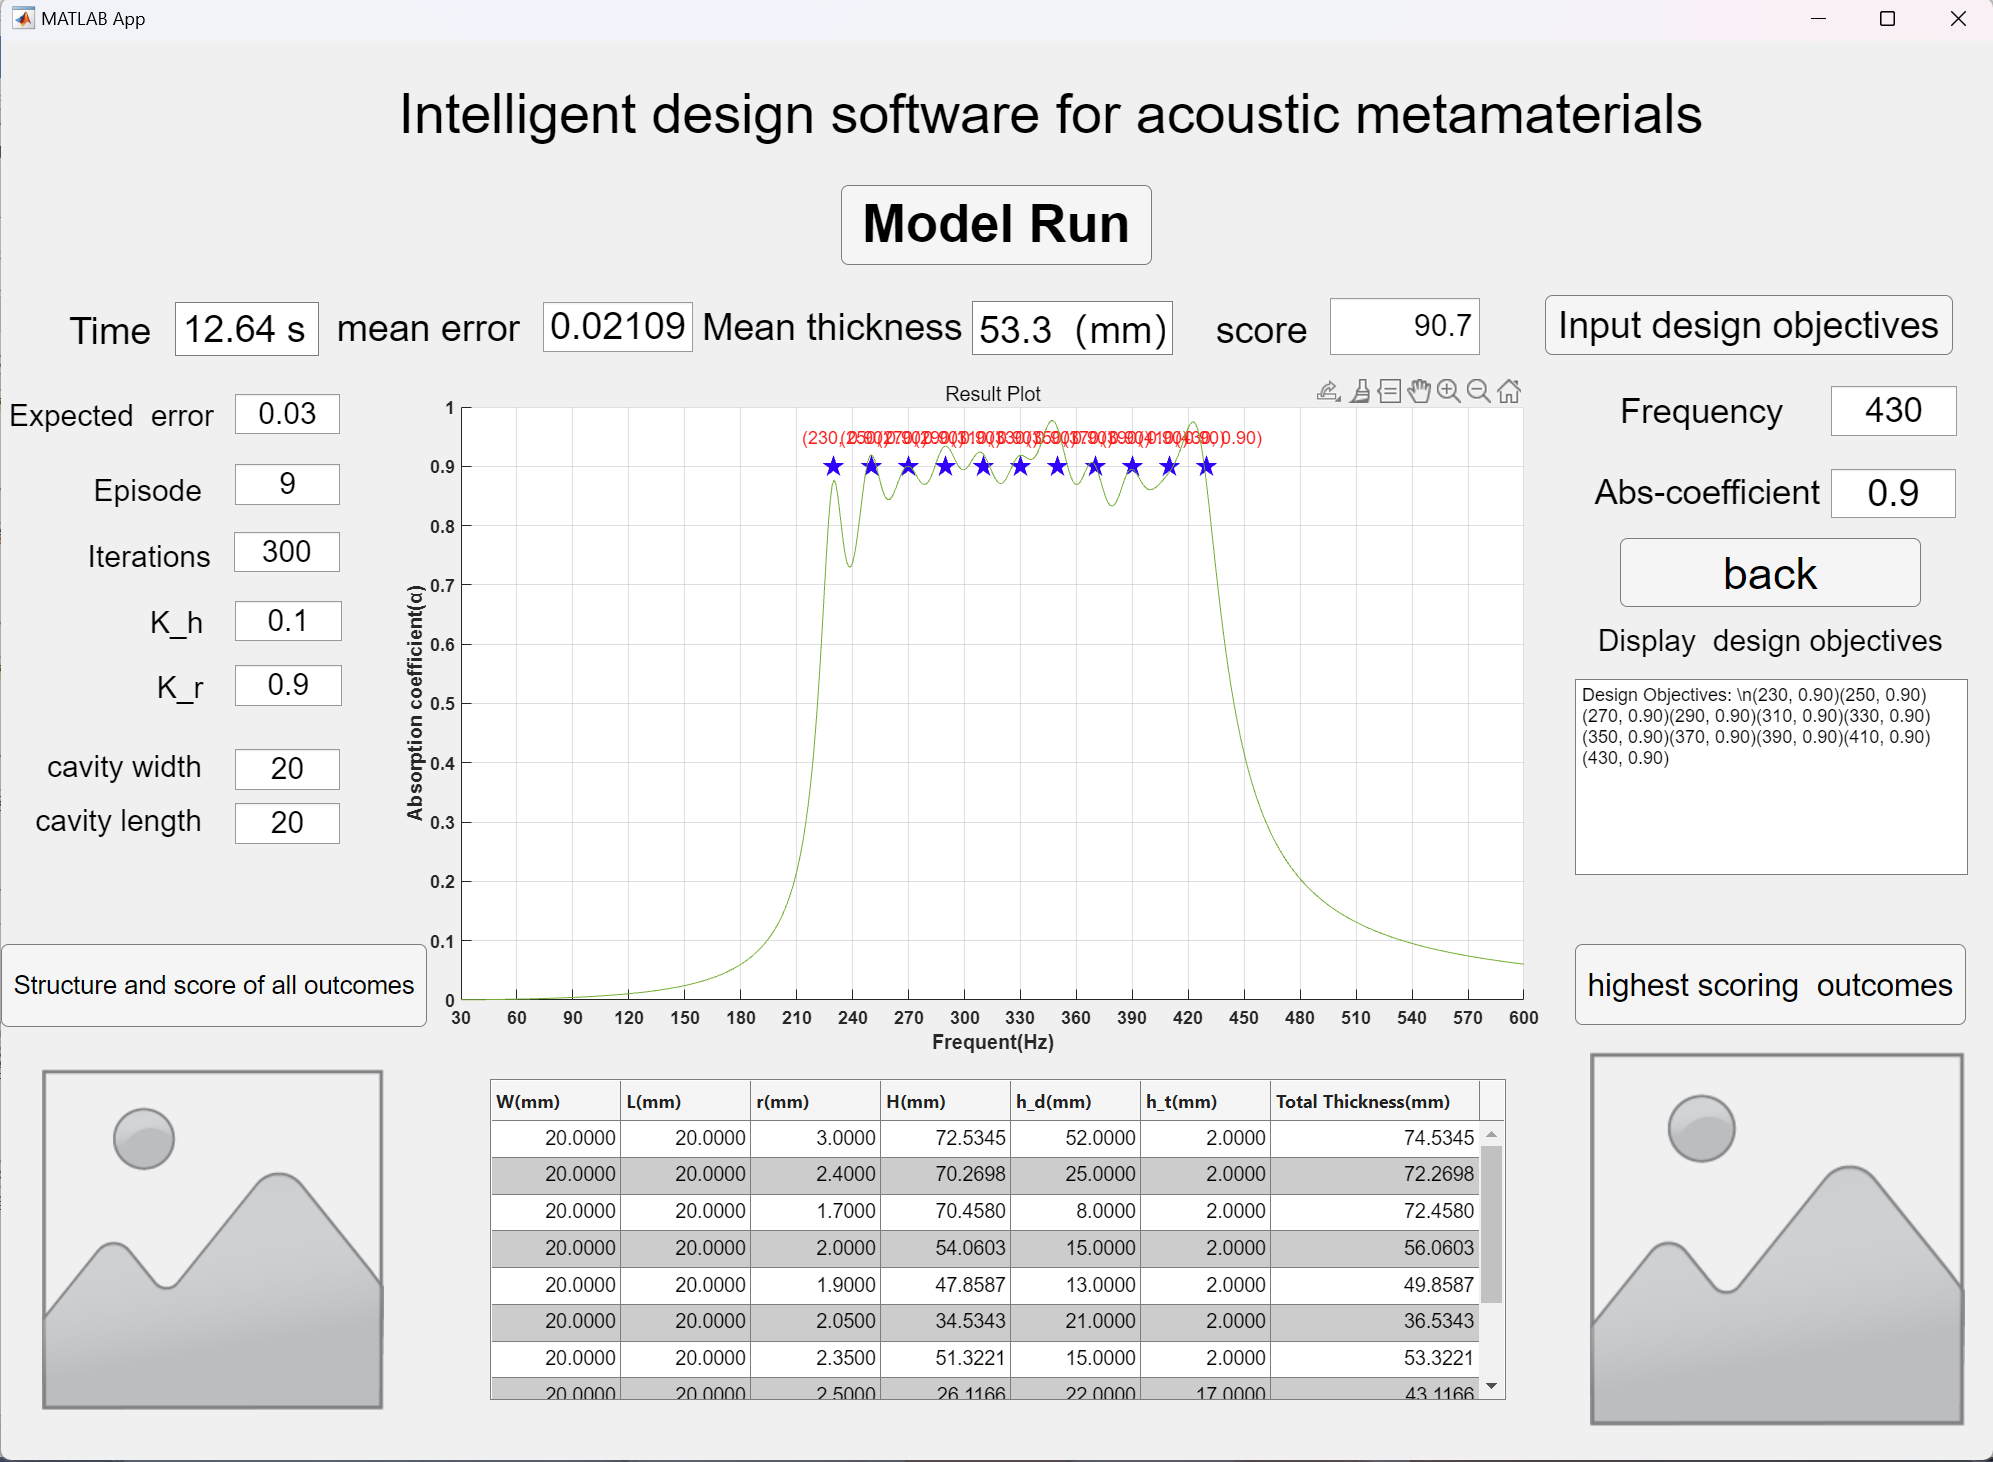 MATLAB App
Intelligent design software for acoustic metamaterials
Model Run
Time 12.64 s mean error 0.02109 Mean thickness 53.3 (mm) score 90.7 Input design objectives
Expected error 0.03
Episode 9
Iterations 300
K_h 0.1
K_r 0.9
cavity width 20
cavity length 20
Structure and score of all outcomes
Result Plot
1
0.9
0.8
0.7
0.6
0.5
0.4
0.3
0.2
0.1
0
Absorption coefficient(α)
30 60 90 120 150 180 210 240 270 300 330 360 390 420 450 480 510 540 570 600
Frequent(Hz)
Frequency 430
Abs-coefficient 0.9
back
Display design objectives
Design Objectives: \n(230, 0.90)(250, 0.90)
(270, 0.90)(290, 0.90)(310, 0.90)(330, 0.90)
(350, 0.90)(370, 0.90)(390, 0.90)(410, 0.90)
(430, 0.90)
highest scoring outcomes
W(mm) L(mm) r(mm) H(mm) h_d(mm) h_t(mm) Total Thickness(mm)
20.0000 20.0000 3.0000 72.5345 52.0000 2.0000 74.5345
20.0000 20.0000 2.4000 70.2698 25.0000 2.0000 72.2698
20.0000 20.0000 1.7000 70.4580 8.0000 2.0000 72.4580
20.0000 20.0000 2.0000 54.0603 15.0000 2.0000 56.0603
20.0000 20.0000 1.9000 47.8587 13.0000 2.0000 49.8587
20.0000 20.0000 2.0500 34.5343 21.0000 2.0000 36.5343
20.0000 20.0000 2.3500 51.3221 15.0000 2.0000 53.3221
20.0000 20.0000 2.5000 26.1166 22.0000 17.0000 43.1166